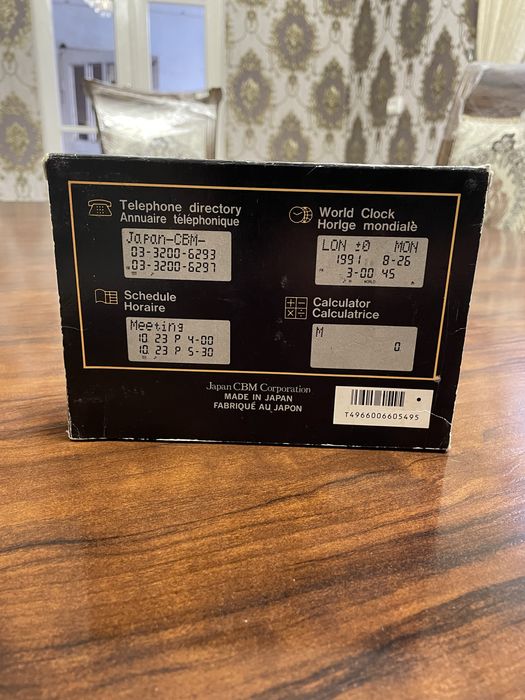 Telephone directory
Annuaire téléphonique
Japan-CBM-
03-3200-6293
03-3200-6297
World Clock
Horlge mondiale
LON ±0 MON
1991 8-26
3-00 45
WORLD
Schedule
Horaire
Meeting
10. 23 P 4-00
10. 23 P 5-30
Calculator
Calculatrice
M
0
Japan CBM Corporation
MADE IN JAPAN
FABRIQUÉ AU JAPON
T4966006605495